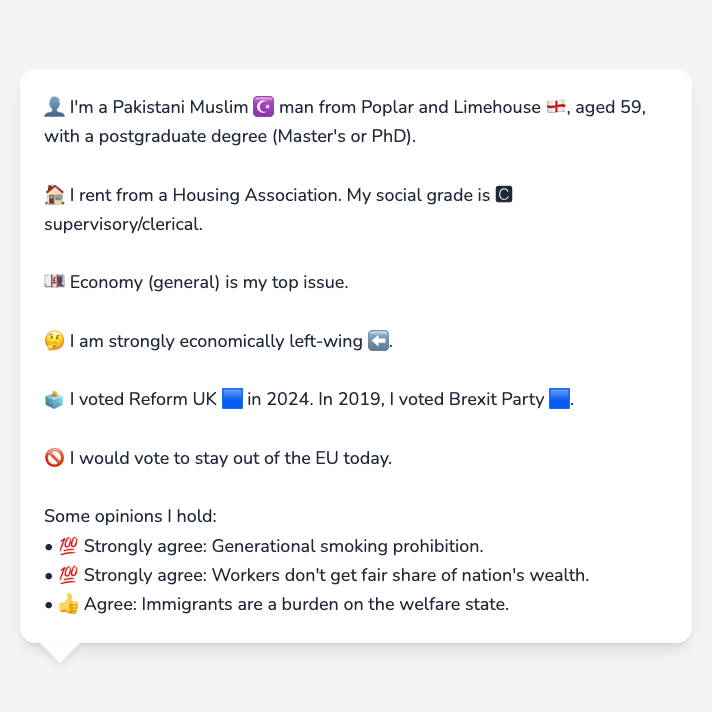 👤 I'm a Pakistani Muslim ☪️ man from Poplar and Limehouse 🏴󠁧󠁢󠁥󠁮󠁧󠁿, aged 59,
with a postgraduate degree (Master's or PhD).
🏠 I rent from a Housing Association. My social grade is 🅲
supervisory/clerical.
💷 Economy (general) is my top issue.
🤔 I am strongly economically left-wing ⬅️.
🗳️ I voted Reform UK 🟦 in 2024. In 2019, I voted Brexit Party 🟦.
🚫 I would vote to stay out of the EU today.
Some opinions I hold:
• 💯 Strongly agree: Generational smoking prohibition.
• 💯 Strongly agree: Workers don't get fair share of nation's wealth.
• 👍 Agree: Immigrants are a burden on the welfare state.